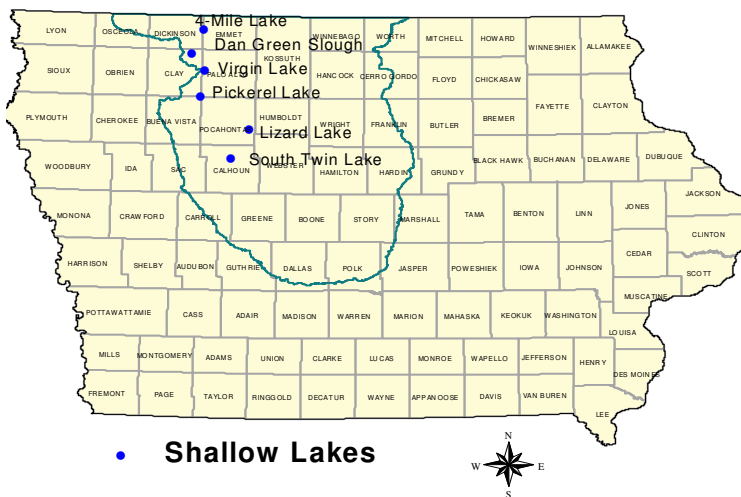 4-Mile Lake
LYON
OSCEOLA
DICKINSON
EMMET
WINNEBAGO
WORTH
MITCHELL
HOWARD
WINNESHIEK
ALLAMAKEE
Dan Green Slough
KOSSUTH
SIOUX
OBRIEN
CLAY
PALO ALTO
Virgin Lake
HANCOCK
CERRO GORDO
FLOYD
CHICKASAW
Pickerel Lake
FAYETTE
CLAYTON
PLYMOUTH
CHEROKEE
BUENA VISTA
POCAHONTAS
HUMBOLDT
WRIGHT
FRANKLIN
BUTLER
BREMER
Lizard Lake
WOODBURY
IDA
SAC
CALHOUN
South Twin Lake
WEBSTER
HAMILTON
HARDIN
GRUNDY
BLACK HAWK
BUCHANAN
DELAWARE
DUBUQUE
MONONA
CRAWFORD
CARROLL
GREENE
BOONE
STORY
MARSHALL
TAMA
BENTON
LINN
JONES
JACKSON
CLINTON
HARRISON
SHELBY
AUDUBON
GUTHRIE
DALLAS
POLK
JASPER
POWESHIEK
IOWA
JOHNSON
CEDAR
SCOTT
MUSCATINE
POTTAWATTAMIE
CASS
ADAIR
MADISON
WARREN
MARION
MAHASKA
KEOKUK
WASHINGTON
LOUISA
MILLS
MONTGOMERY
ADAMS
UNION
CLARKE
LUCAS
MONROE
WAPELLO
JEFFERSON
HENRY
DES MOINES
FREMONT
PAGE
TAYLOR
RINGGOLD
DECATUR
WAYNE
APPANOOSE
DAVIS
VAN BUREN
LEE
Shallow Lakes
N
W
E
S